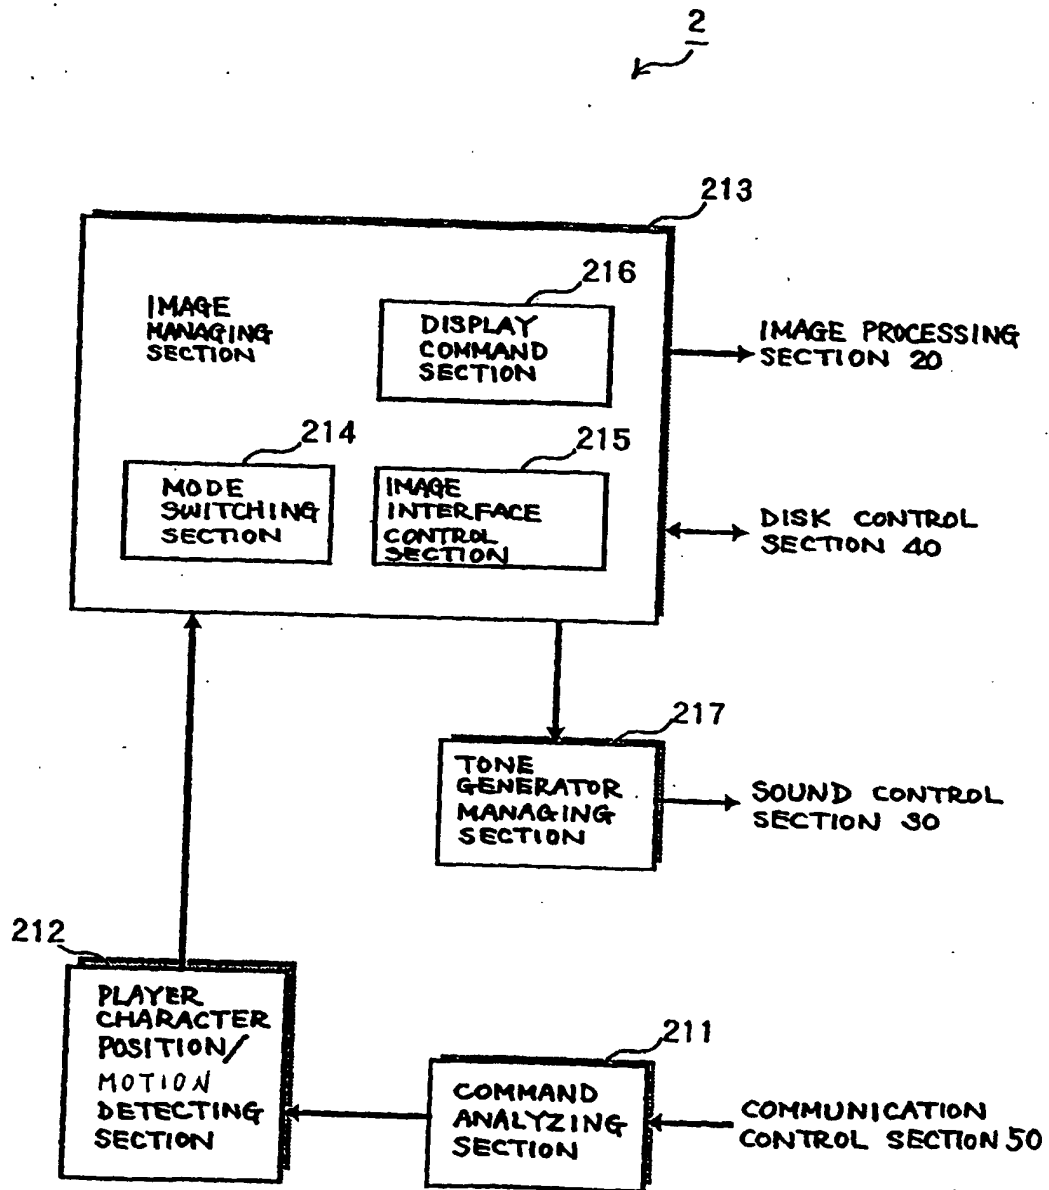 2
213
216
IMAGE
MANAGING
SECTION
DISPLAY
COMMAND
SECTION
IMAGE PROCESSING
SECTION 20
214
215
MODE
SWITCHING
SECTION
IMAGE
INTERFACE
CONTROL
SECTION
DISK CONTROL
SECTION 40
217
TONE
GENERATOR
MANAGING
SECTION
SOUND CONTROL
SECTION 30
212
PLAYER
CHARACTER
POSITION/
MOTION
DETECTING
SECTION
211
COMMAND
ANALYZING
SECTION
COMMUNICATION
CONTROL SECTION 50